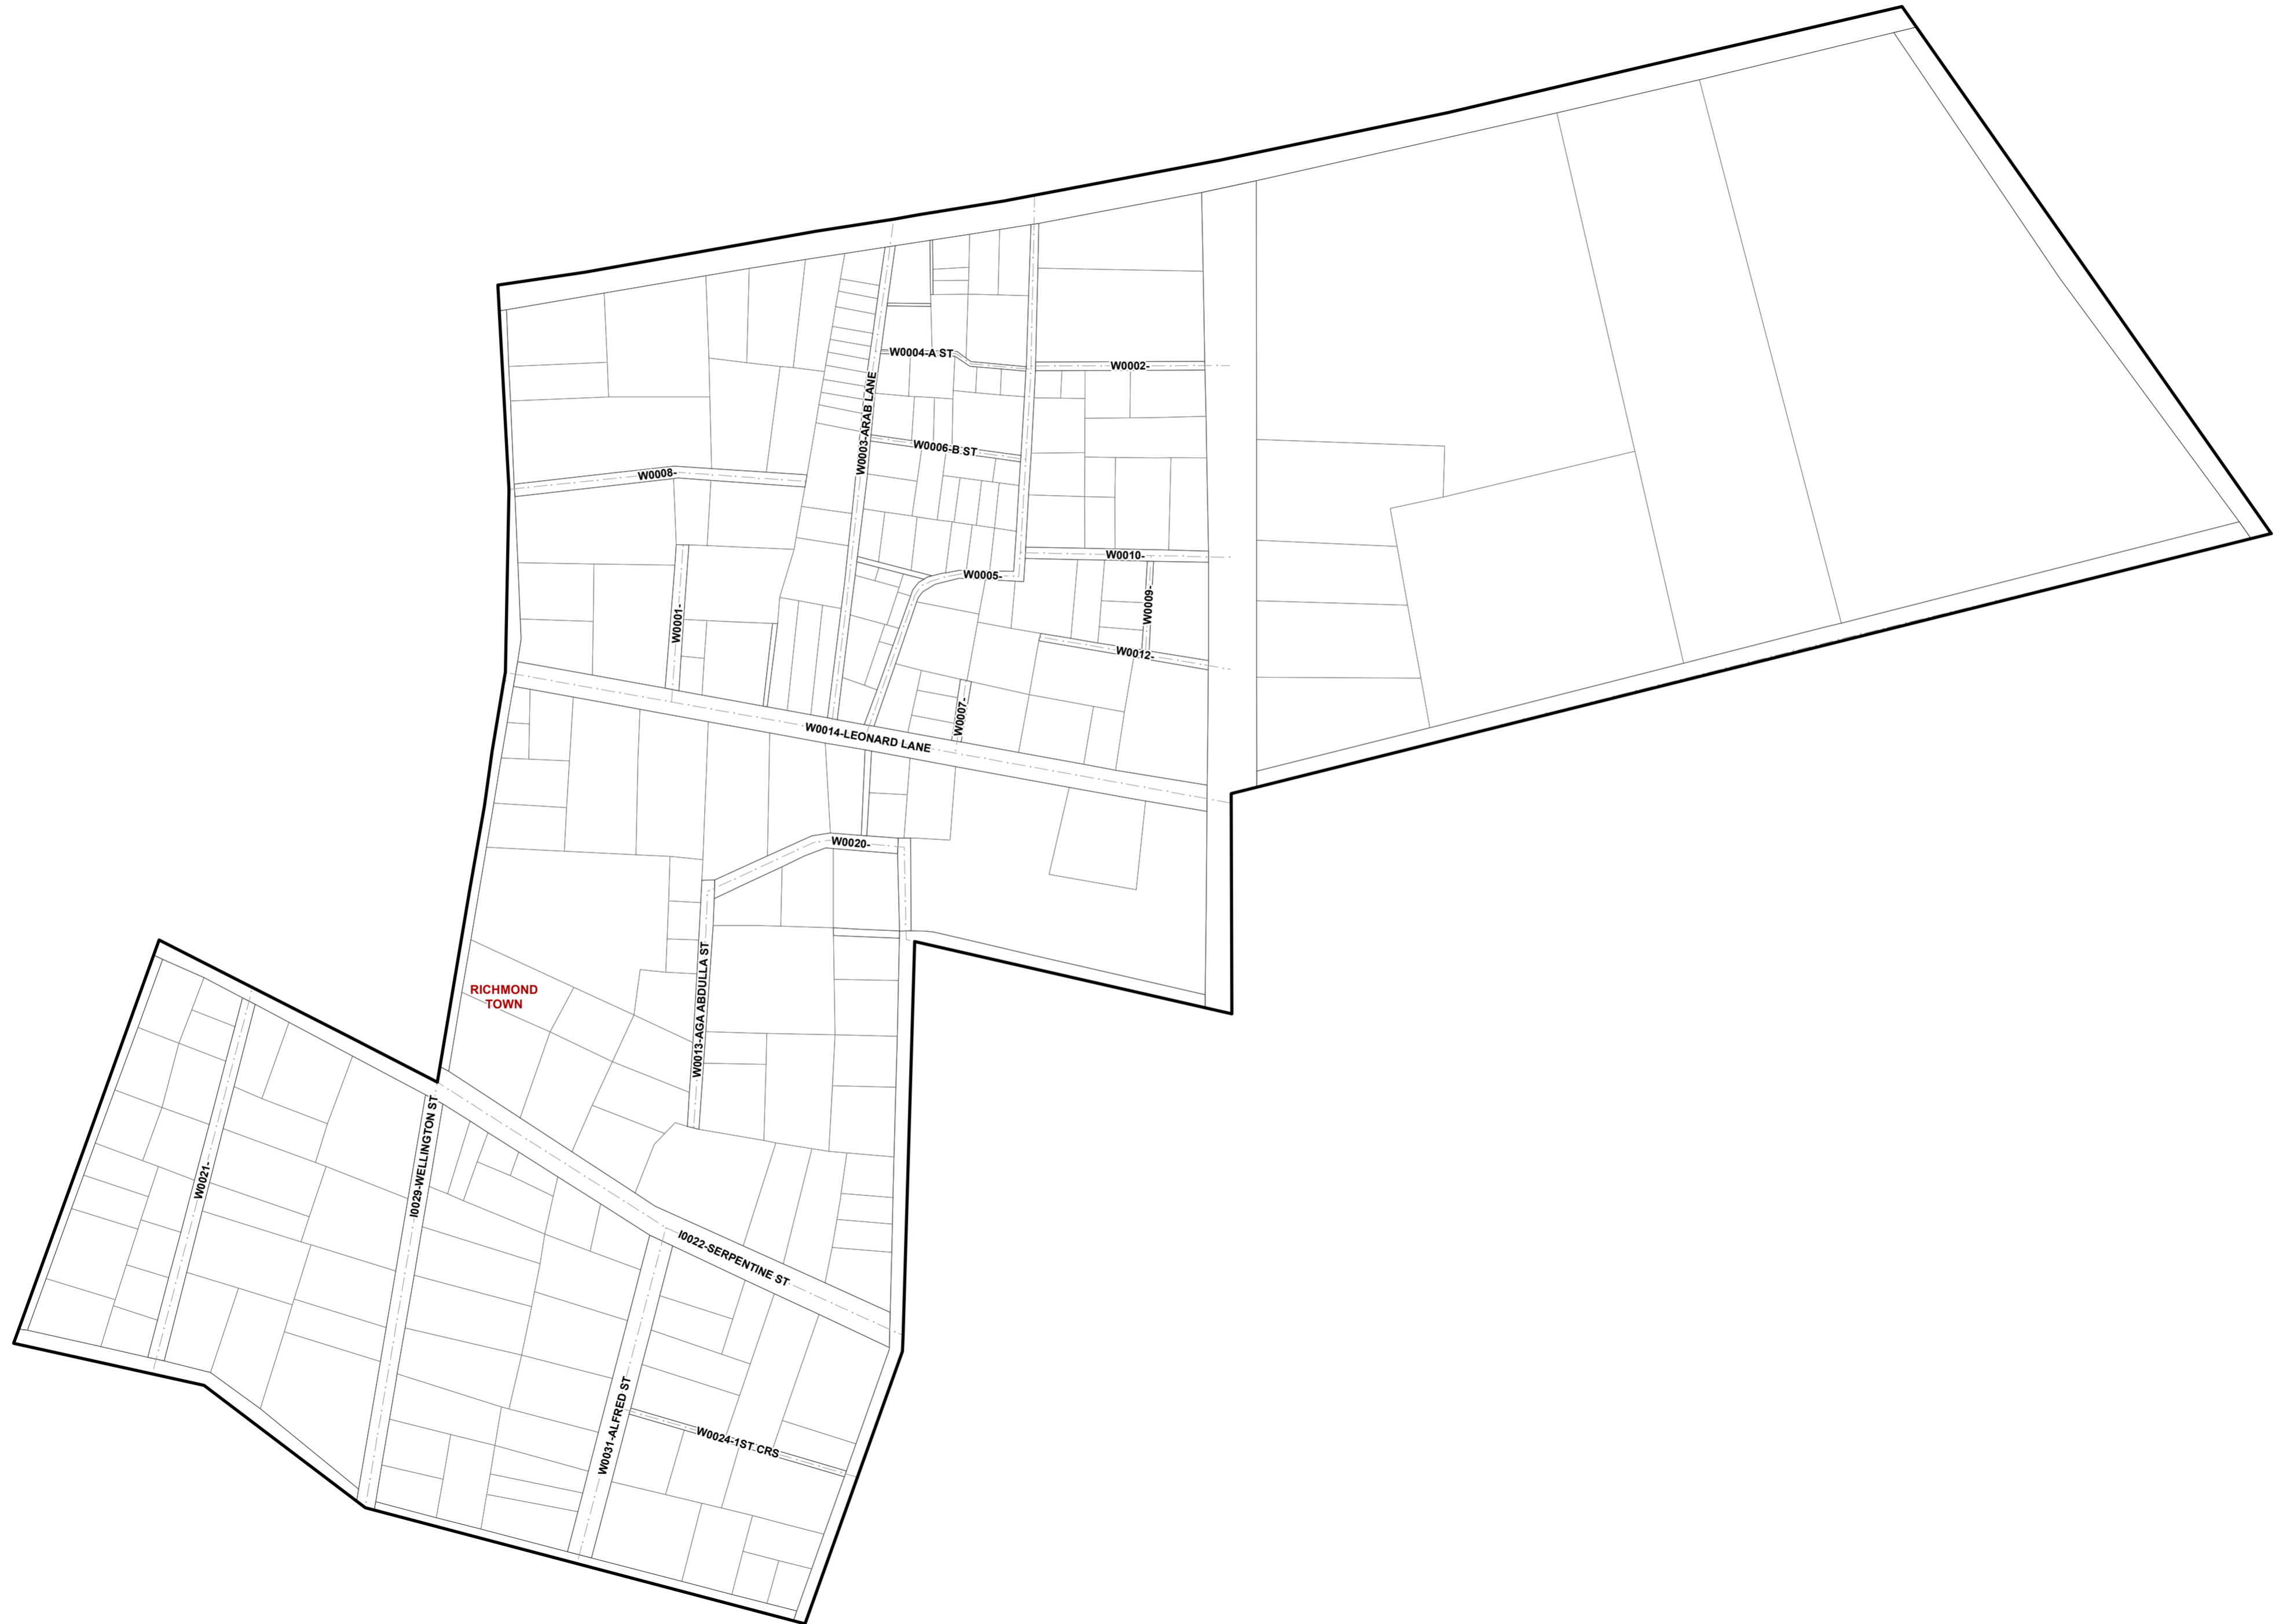 W0004-A ST
W0002-
W0003-ARAB LANE
W0006-B ST
W0008-
W0010-
W0005-
W0009-
W0001-
W0012-
W0007-
W0014-LEONARD LANE
W0020-
W0013-AGA ABDULLA ST
RICHMOND
TOWN
I0029-WELLINGTON ST
W0021-
I0022-SERPENTINE ST
W0031-ALFRED ST
W0024-1ST CRS